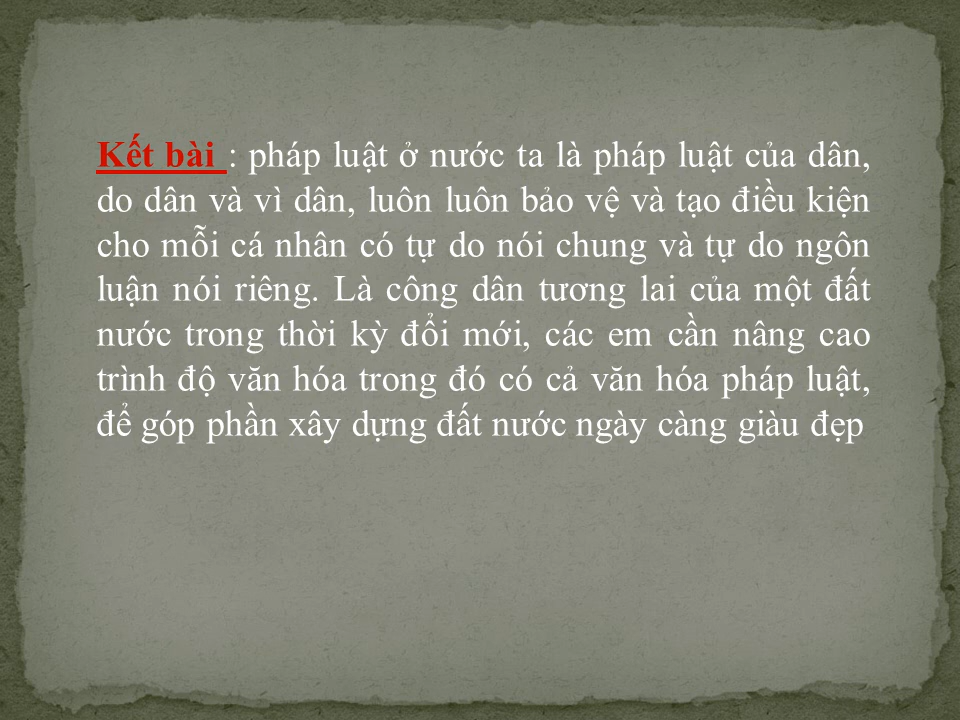 Kết bài : pháp luật ở nước ta là pháp luật của dân,
do dân và vì dân, luôn luôn bảo vệ và tạo điều kiện
cho mỗi cá nhân có tự do nói chung và tự do ngôn
luận nói riêng. Là công dân tương lai của một đất
nước trong thời kỳ đổi mới, các em cần nâng cao
trình độ văn hóa trong đó có cả văn hóa pháp luật,
để góp phần xây dựng đất nước ngày càng giàu đẹp